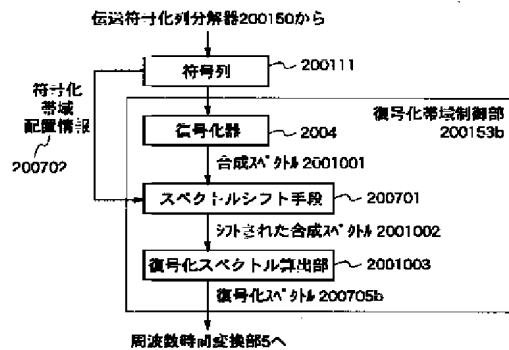 伝送符号化列分解器200150から
符号列
200111
符号化
帯域
配置情報
200702
復号化帯域制御部
200153b
復号化器
2004
合成スペクトル 2001001
スペクトルシフト手段
200701
シフトされた合成スペクトル 2001002
復号化スペクトル算出部
2001003
復号化スペクトル 200705b
周波数時間変換部5へ